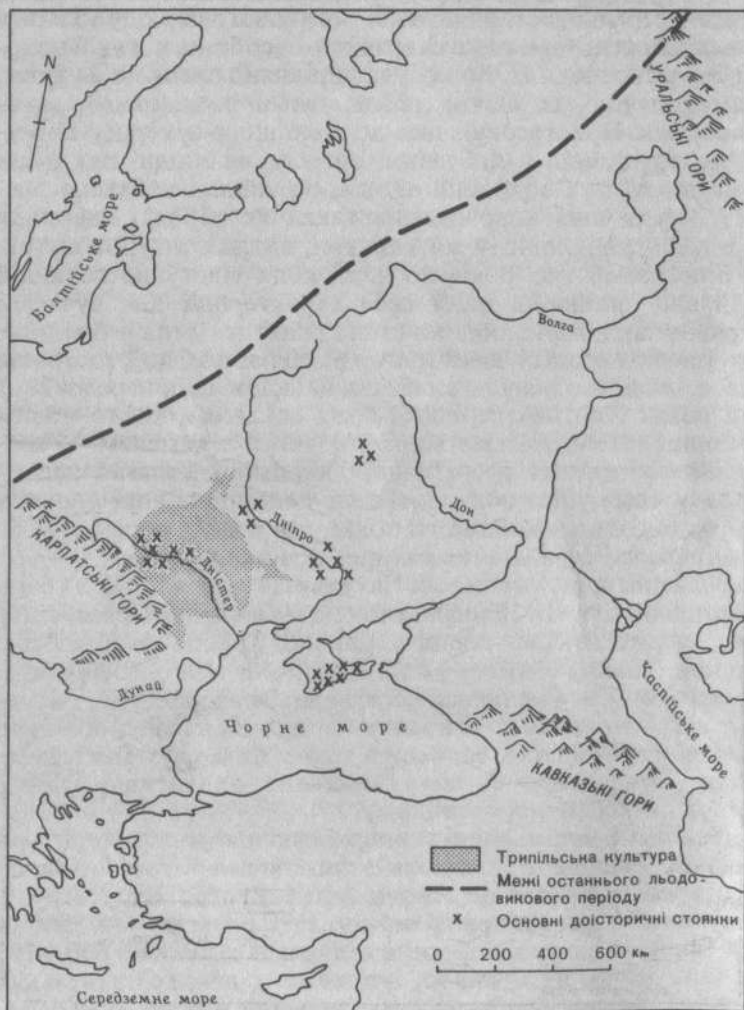 N
УРАЛЬСЬКІ ГОРИ
Балтійське море
Волга
Дон
Дніпро
Дністер
КАРПАТСЬКІ ГОРИ
Дунай
Каспійське море
Чорне море
КАВКАЗЬКІ ГОРИ
Трипільська культура
Межі останнього льодо-
викового періоду
x Основні доісторичні стоянки
0 200 400 600 км
Середземне море